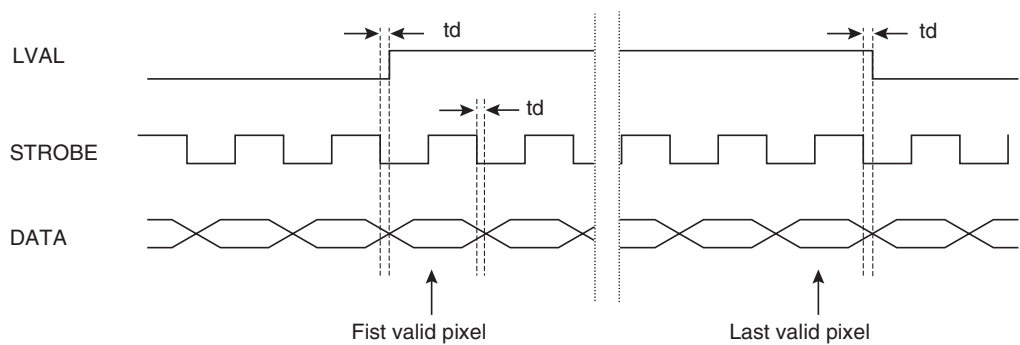 td
td
LVAL
td
STROBE
DATA
Fist valid pixel
Last valid pixel